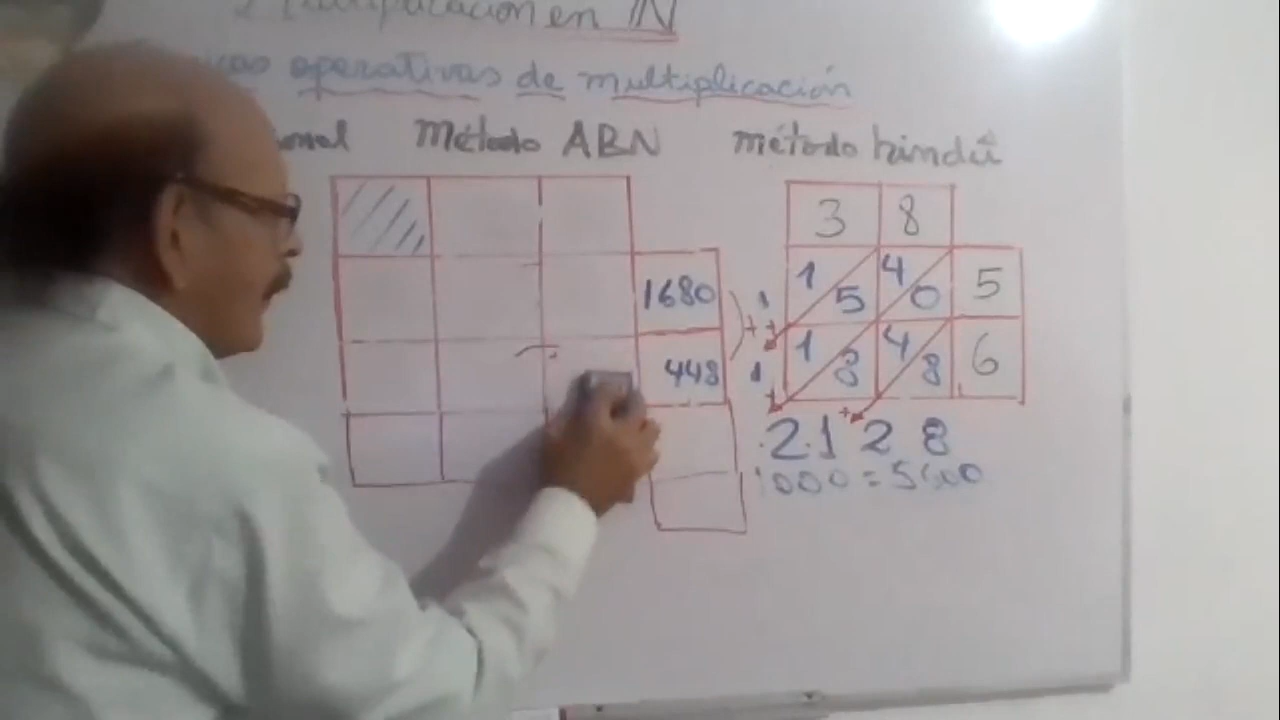 Multiplicación en IN
operativas de multiplicación
Método ABN
método hindú
3 8
1680
1 4
5 0 5
448
1 4
8 8 6
2 1 2 8
1000 = 5600